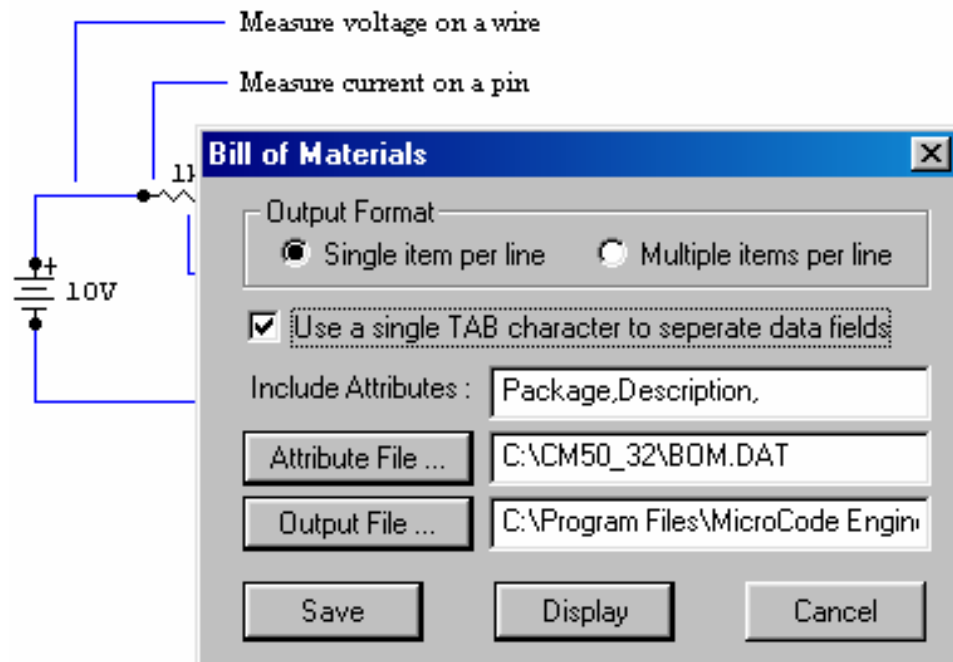 Measure voltage on a wire
Measure current on a pin
Bill of Materials
Output Format
Single item per line
Multiple items per line
+
10V
Use a single TAB character to seperate data fields
Include Attributes :
Package,Description,
Attribute File ...
C:\CM50_32\BOM.DAT
Output File ...
C:\Program Files\MicroCode Engin
Save
Display
Cancel